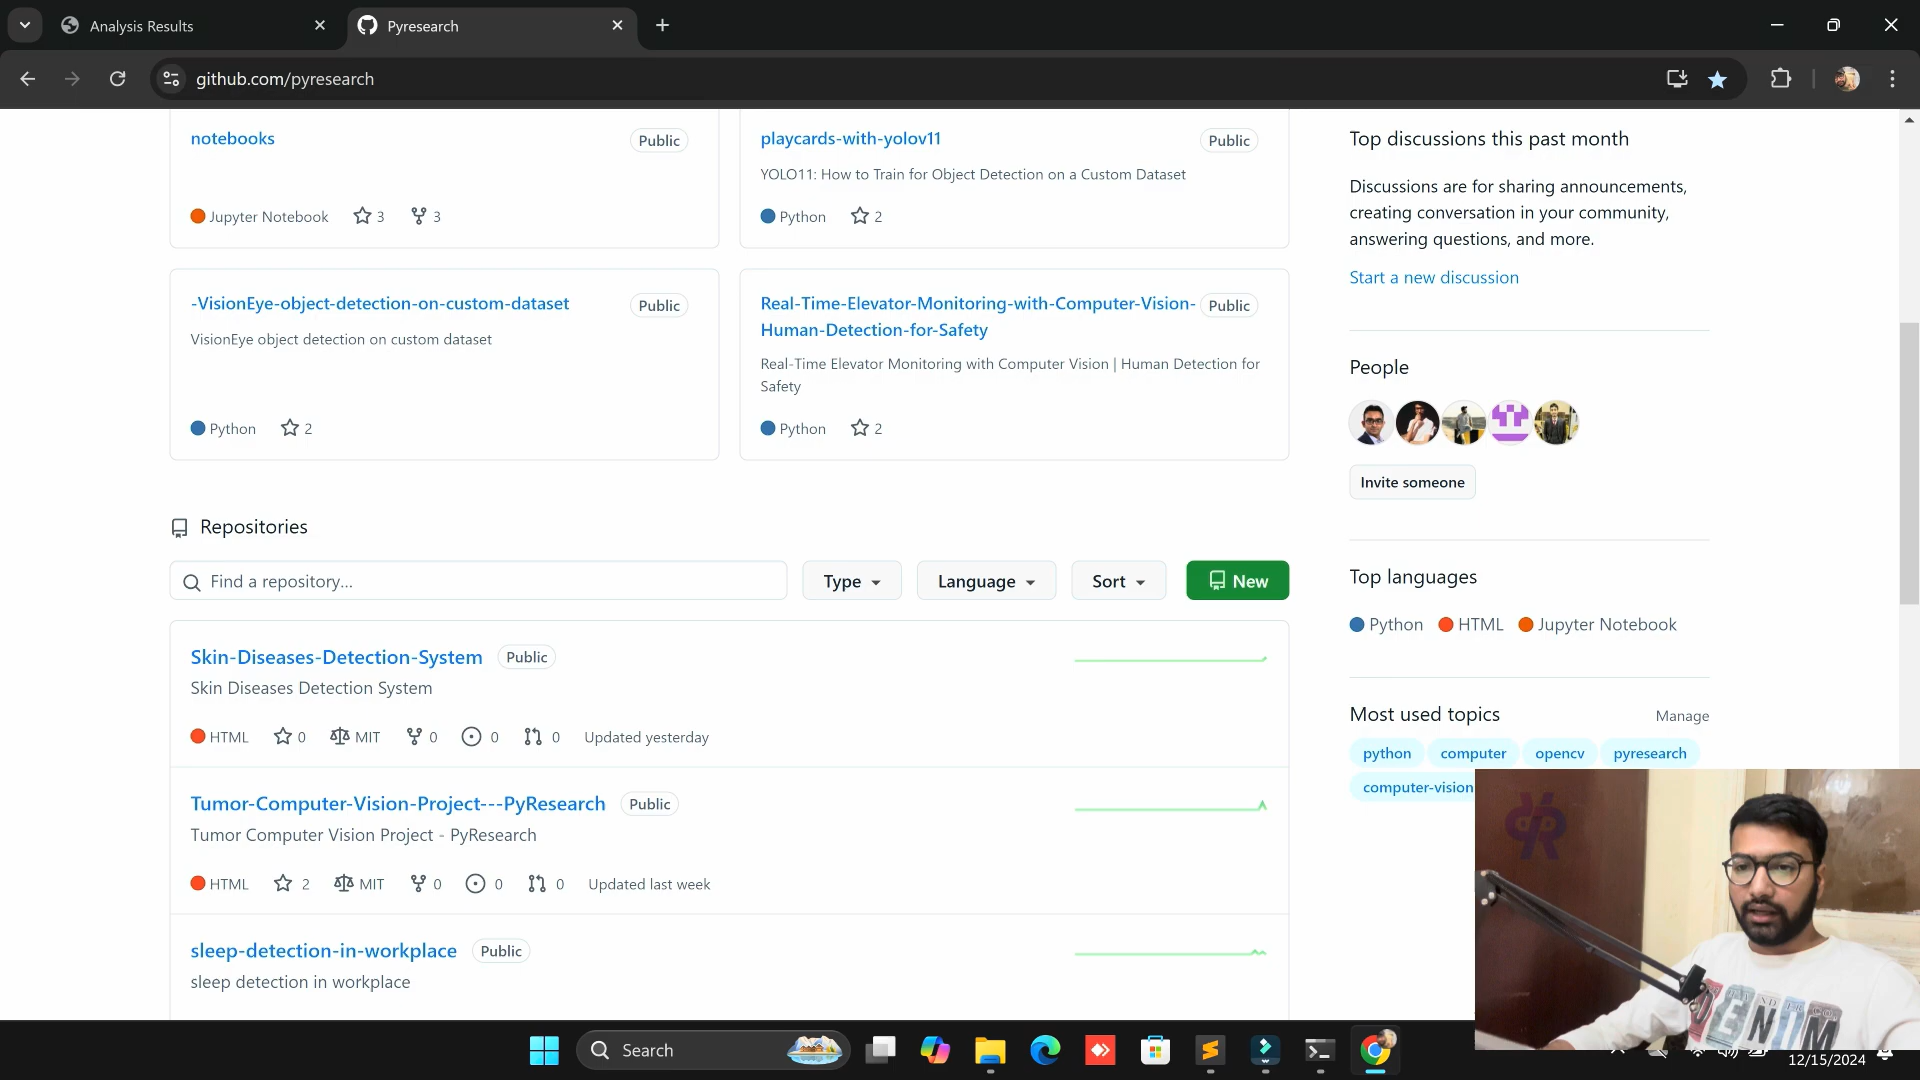 Analysis Results
Pyresearch
github.com/pyresearch
notebooks
Public
Jupyter Notebook 3 3
playcards-with-yolov11
Public
YOLO11: How to Train for Object Detection on a Custom Dataset
Python 2
-VisionEye-object-detection-on-custom-dataset
Public
VisionEye object detection on custom dataset
Python 2
Real-Time-Elevator-Monitoring-with-Computer-Vision-
Human-Detection-for-Safety
Public
Real-Time Elevator Monitoring with Computer Vision | Human Detection for
Safety
Python 2
Repositories
Find a repository...
Type
Language
Sort
New
Skin-Diseases-Detection-System Public
Skin Diseases Detection System
HTML 0 MIT 0 0 0 Updated yesterday
Tumor-Computer-Vision-Project---PyResearch Public
Tumor Computer Vision Project - PyResearch
HTML 2 MIT 0 0 0 Updated last week
sleep-detection-in-workplace Public
sleep detection in workplace
Top discussions this past month
Discussions are for sharing announcements,
creating conversation in your community,
answering questions, and more.
Start a new discussion
People
Invite someone
Top languages
Python HTML Jupyter Notebook
Most used topics
Manage
python computer opencv pyresearch
computer-vision
DENIM
Search
12/15/2024